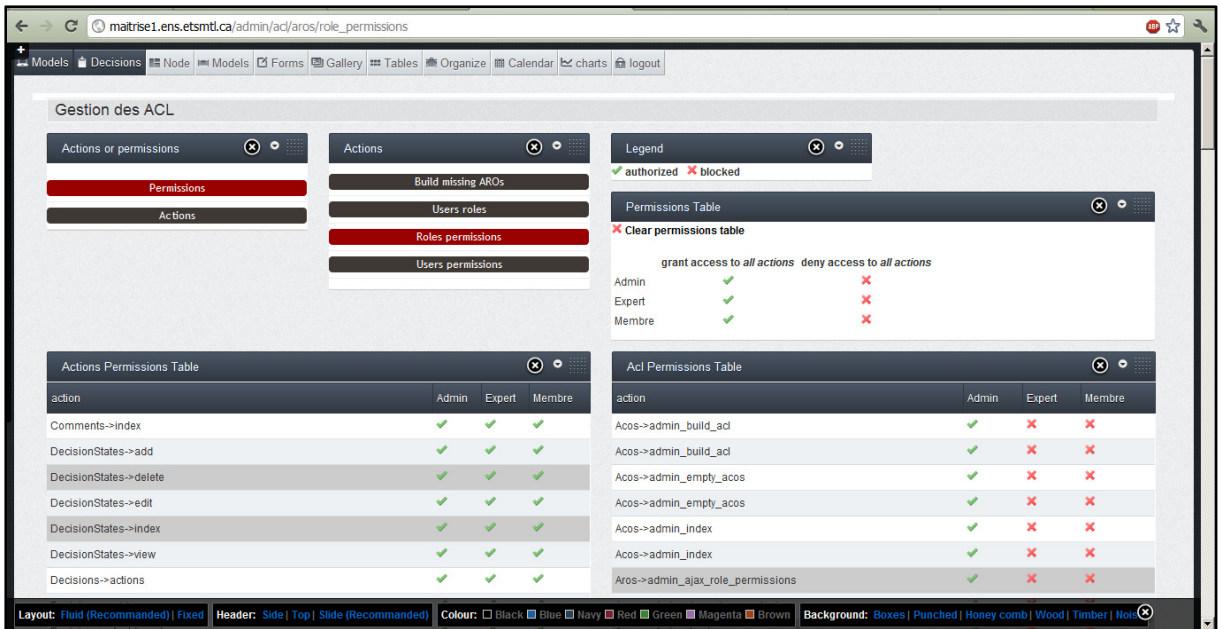 maitrise1.ens.etsmtl.ca/admin/acl/aros/role_permissions
ABP
Models Decisions Node Models Forms Gallery Tables Organize Calendar charts logout
Gestion des ACL
Actions or permissions
Permissions
Actions
Actions
Build missing AROs
Users roles
Roles permissions
Users permissions
Legend
authorized blocked
Permissions Table
Clear permissions table
grant access to all actions deny access to all actions
Admin
Expert
Membre
Actions Permissions Table
action Admin Expert Membre
Comments->index
DecisionStates->add
DecisionStates->delete
DecisionStates->edit
DecisionStates->index
DecisionStates->view
Decisions->actions
Acl Permissions Table
action Admin Expert Membre
Acos->admin_build_acl
Acos->admin_build_acl
Acos->admin_empty_acos
Acos->admin_empty_acos
Acos->admin_index
Acos->admin_index
Aros->admin_ajax_role_permissions
Layout: Fluid (Recommanded) | Fixed Header: Side | Top | Slide (Recommanded) Colour: Black Blue Navy Red Green Magenta Brown Background: Boxes | Punched | Honey comb | Wood | Timber | Nois